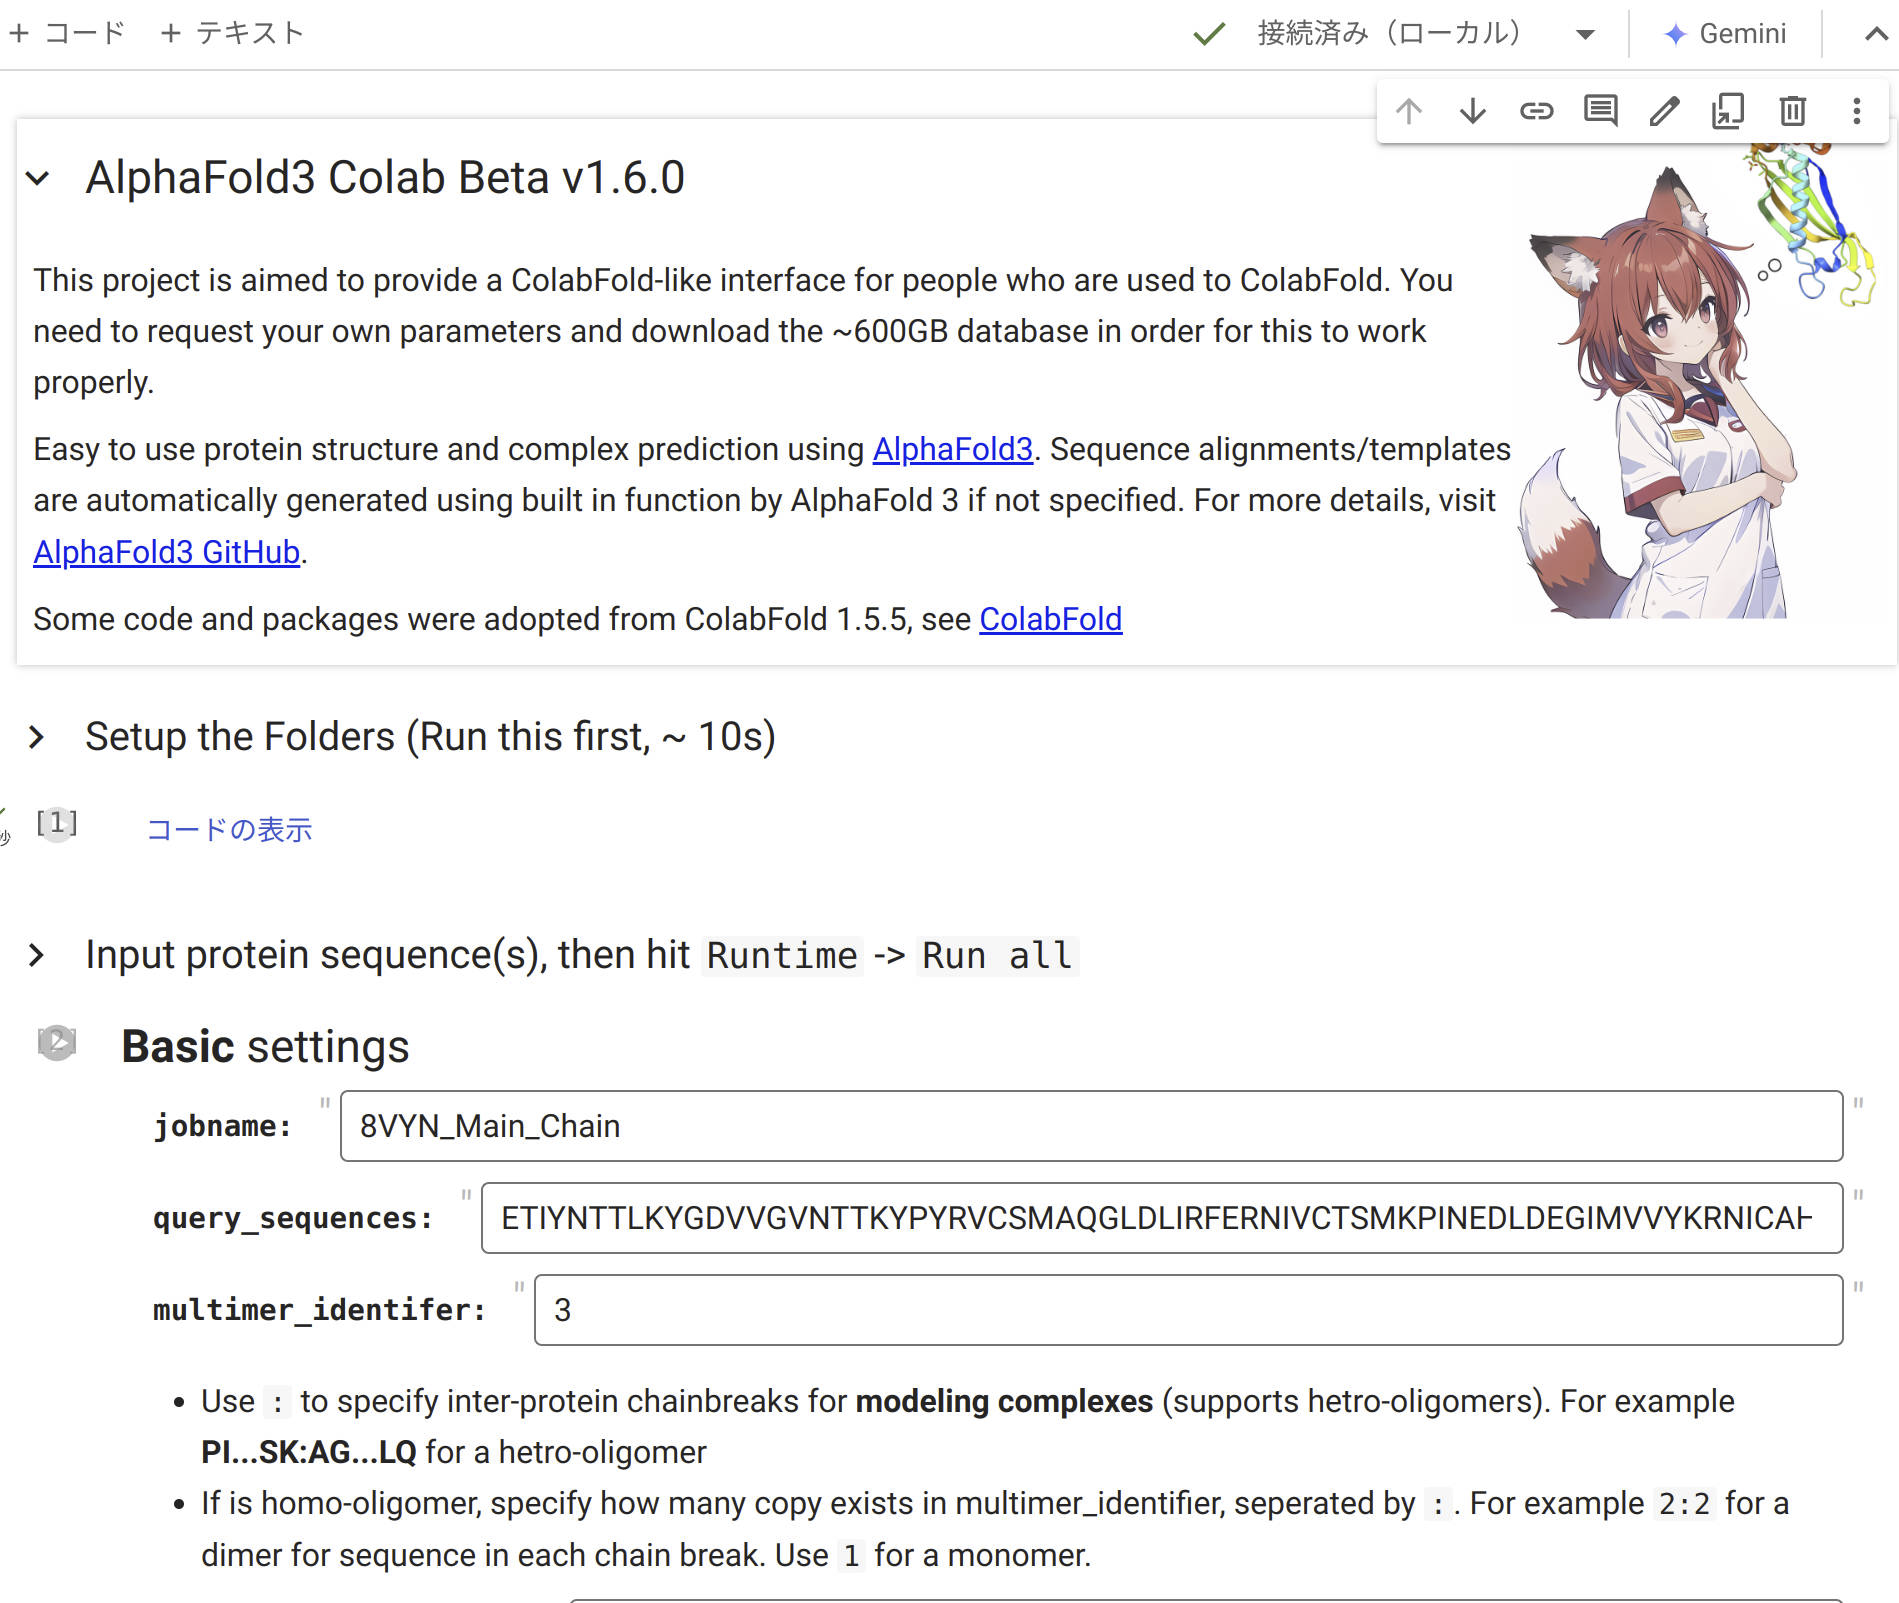 + コード + テキスト
接続済み（ローカル） Gemini
AlphaFold3 Colab Beta v1.6.0
This project is aimed to provide a ColabFold-like interface for people who are used to ColabFold. You
need to request your own parameters and download the ~600GB database in order for this to work
properly.
Easy to use protein structure and complex prediction using AlphaFold3. Sequence alignments/templates
are automatically generated using built in function by AlphaFold 3 if not specified. For more details, visit
AlphaFold3 GitHub.
Some code and packages were adopted from ColabFold 1.5.5, see ColabFold
Setup the Folders (Run this first, ~ 10s)
秒 [1] コードの表示
Input protein sequence(s), then hit Runtime -> Run all
[2] Basic settings
jobname: " 8VYN_Main_Chain "
query_sequences: " ETIYNTTLKYGDVVGVNTTKYPYRVCSMAQGLDLIRFERNIVCTSMKPINEDLDEGIMVVYKRNICAH "
multimer_identifer: " 3 "
• Use : to specify inter-protein chainbreaks for modeling complexes (supports hetro-oligomers). For example
PI...SK:AG...LQ for a hetro-oligomer
• If is homo-oligomer, specify how many copy exists in multimer_identifier, seperated by :. For example 2:2 for a
dimer for sequence in each chain break. Use 1 for a monomer.